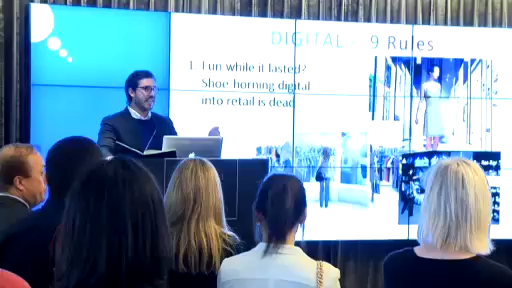 DIGITAL - 9 Rules
1. Fun while it lasted?
Shoe horning digital
into retail is dead